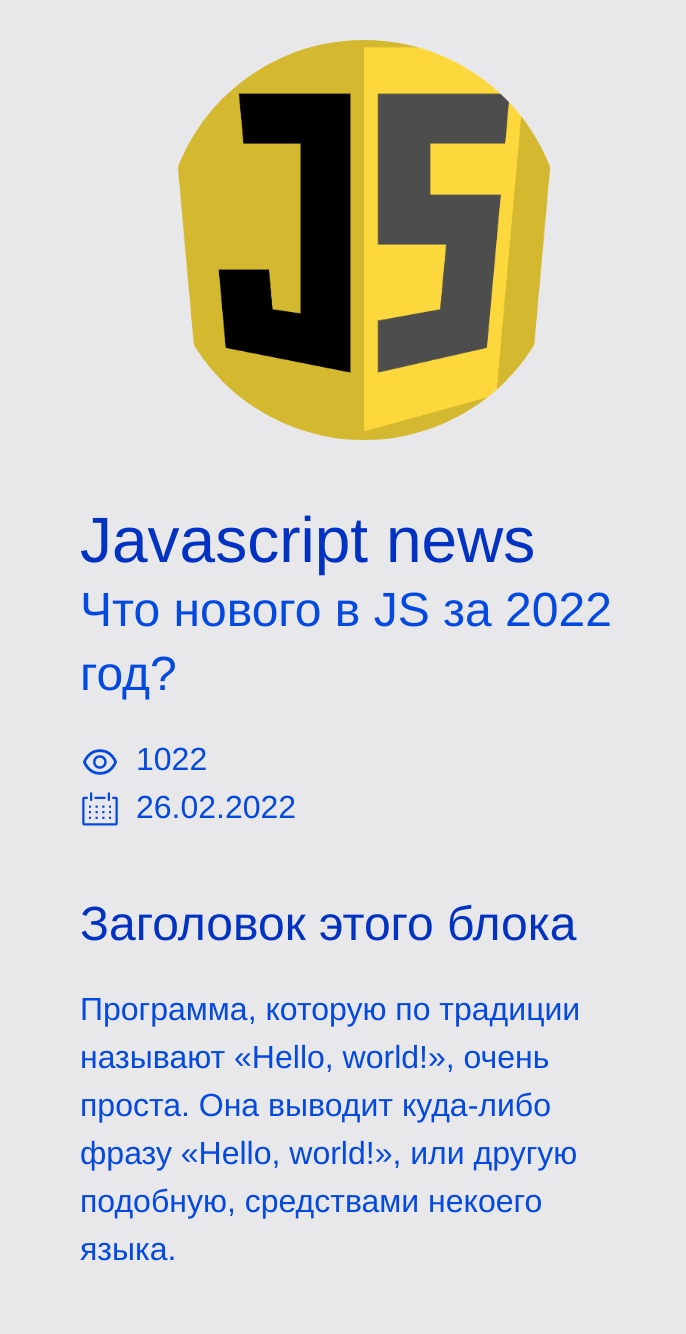 JS
Javascript news
Что нового в JS за 2022
год?
1022
26.02.2022
Заголовок этого блока
Программа, которую по традиции
называют «Hello, world!», очень
проста. Она выводит куда-либо
фразу «Hello, world!», или другую
подобную, средствами некоего
языка.